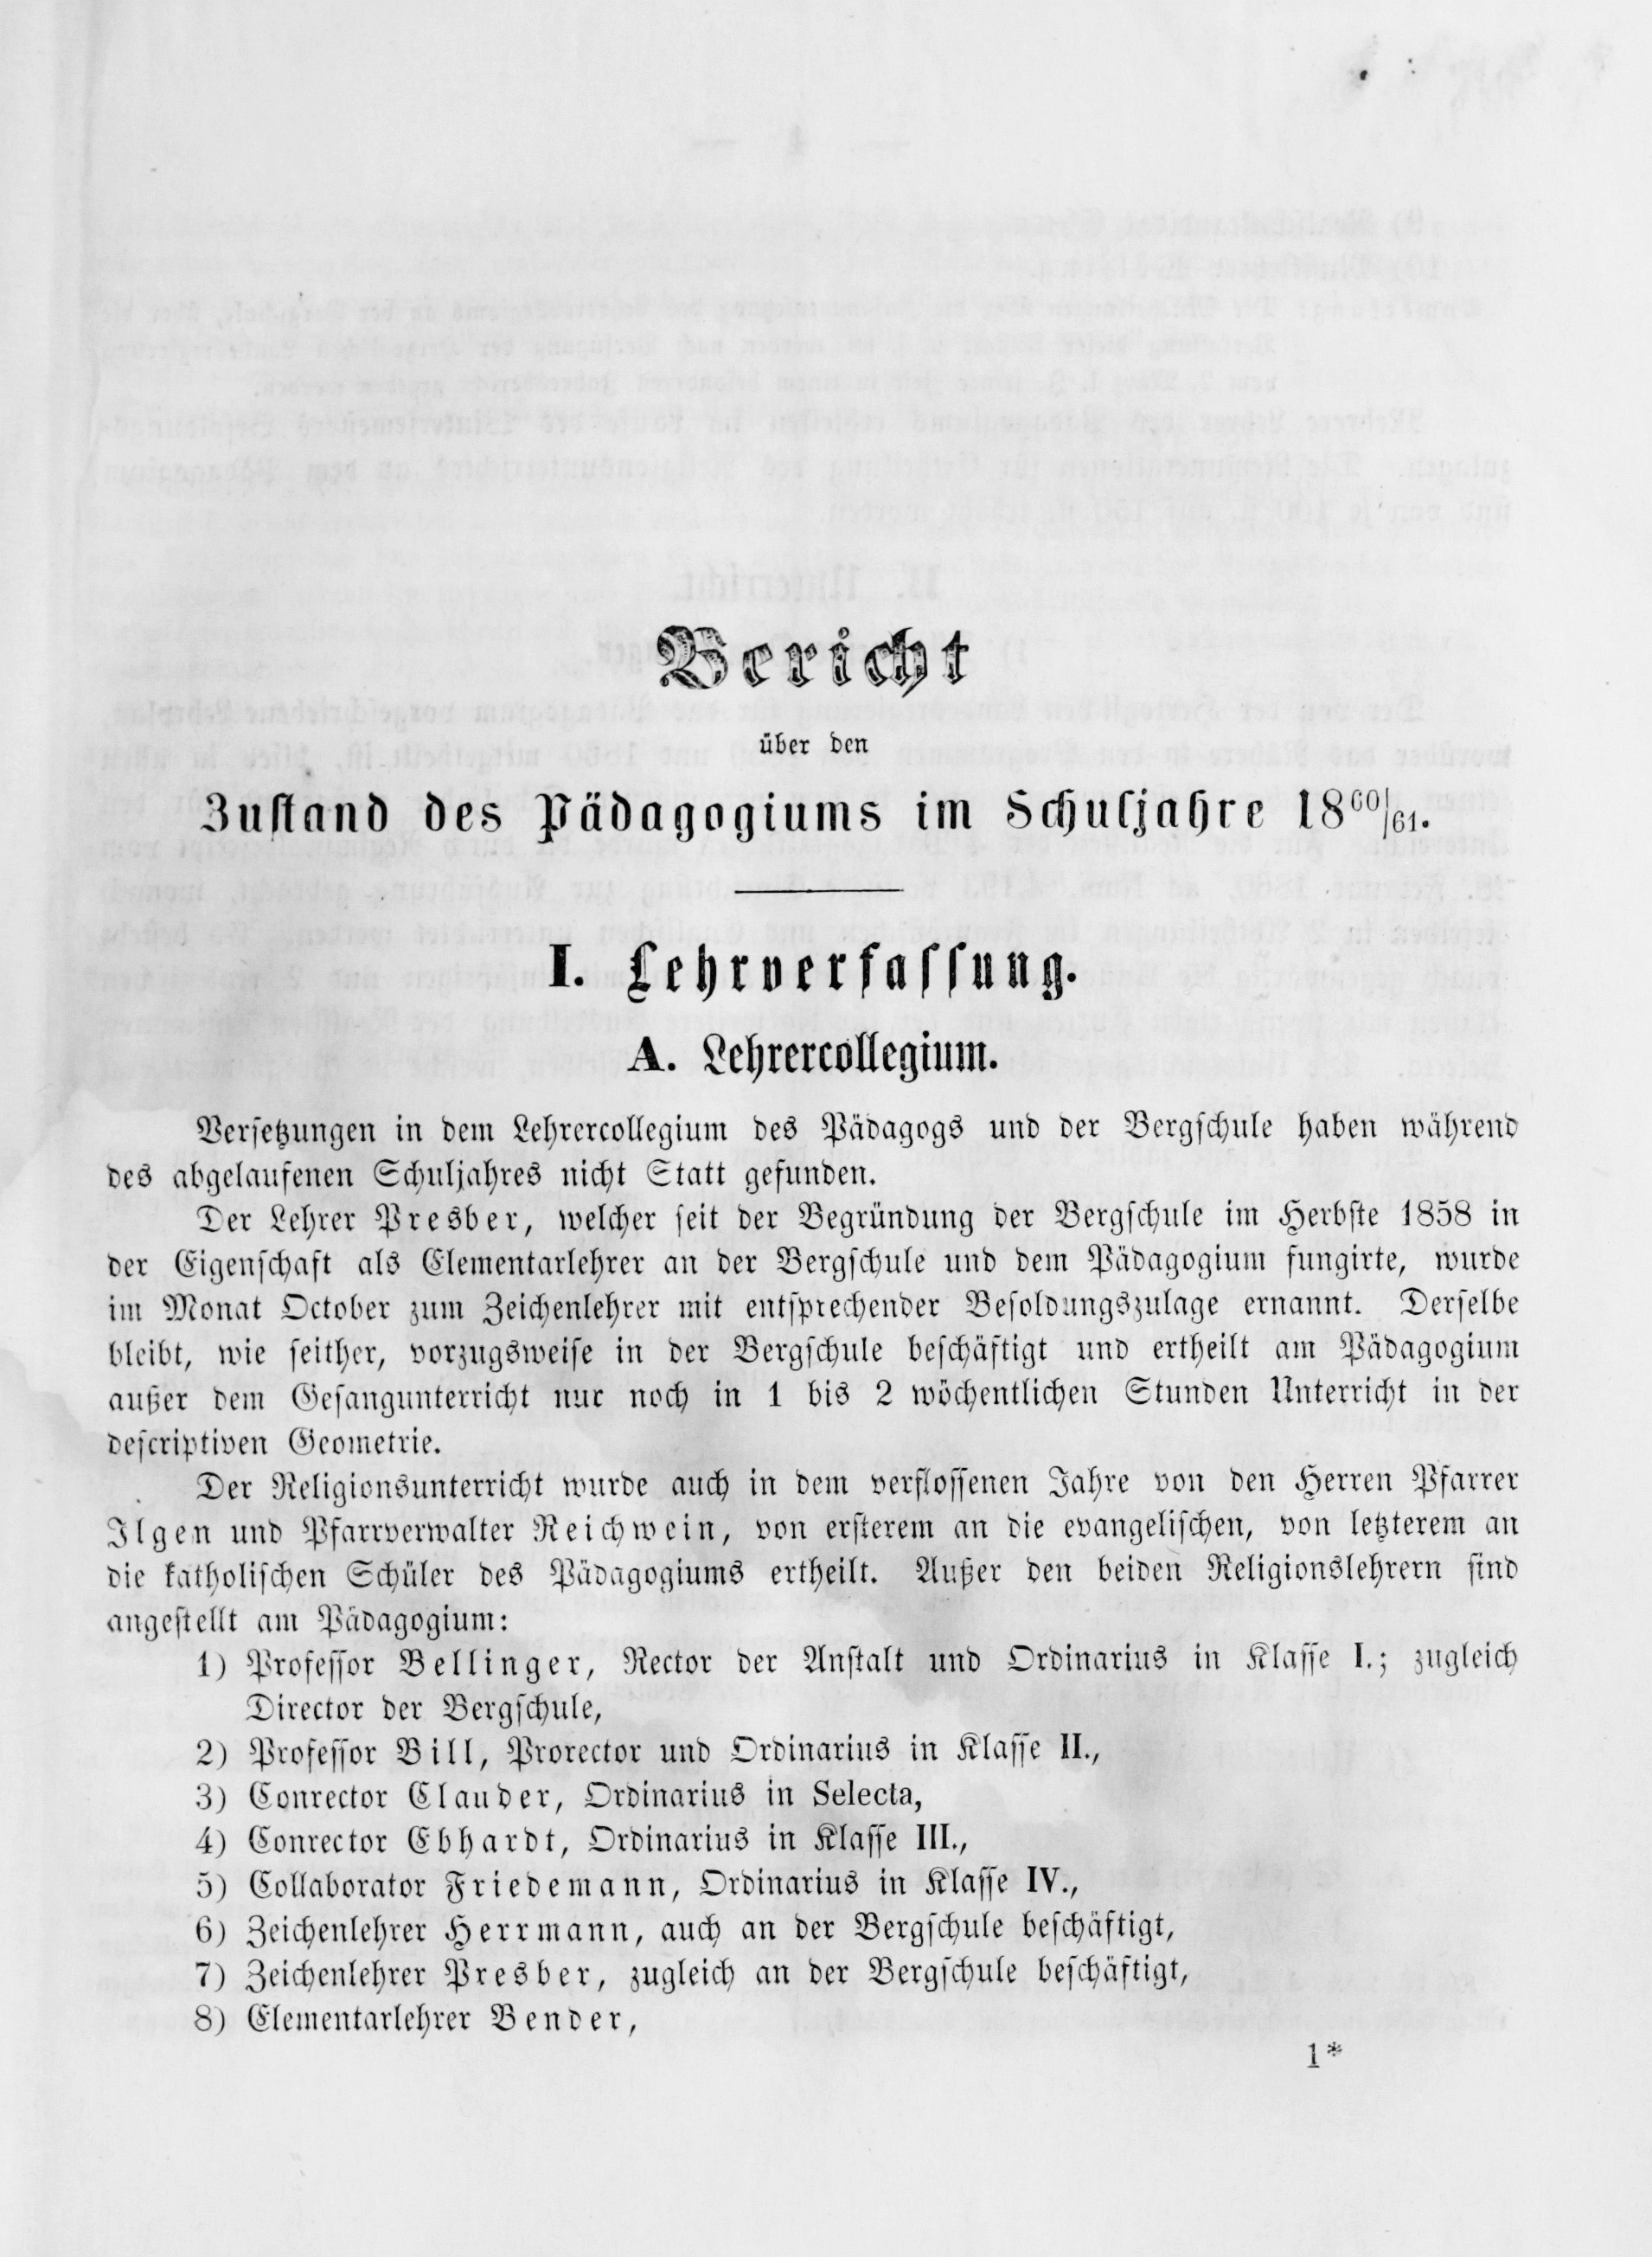 Bericht
über den
Zustand des Pädagogiums im Schuljahre 18⁶⁰/₆₁.
I. Lehrverfassung.
A. Lehrercollegium.
Versetzungen in dem Lehrercollegium des Pädagogs und der Bergschule haben während
des abgelaufenen Schuljahres nicht Statt gefunden.
Der Lehrer Presber, welcher seit der Begründung der Bergschule im Herbste 1858 in
der Eigenschaft als Elementarlehrer an der Bergschule und dem Pädagogium fungirte, wurde
im Monat October zum Zeichenlehrer mit entsprechender Besoldungszulage ernannt. Derselbe
bleibt, wie seither, vorzugsweise in der Bergschule beschäftigt und ertheilt am Pädagogium
außer dem Gesangunterricht nur noch in 1 bis 2 wöchentlichen Stunden Unterricht in der
descriptiven Geometrie.
Der Religionsunterricht wurde auch in dem verflossenen Jahre von den Herren Pfarrer
Ilgen und Pfarrverwalter Reichwein, von ersterem an die evangelischen, von letzterem an
die katholischen Schüler des Pädagogiums ertheilt. Außer den beiden Religionslehrern sind
angestellt am Pädagogium:
1) Professor Bellinger, Rector der Anstalt und Ordinarius in Klasse I.; zugleich
Director der Bergschule,
2) Professor Bill, Prorector und Ordinarius in Klasse II.,
3) Conrector Clauder, Ordinarius in Selecta,
4) Conrector Ebhardt, Ordinarius in Klasse III.,
5) Collaborator Friedemann, Ordinarius in Klasse IV.,
6) Zeichenlehrer Herrmann, auch an der Bergschule beschäftigt,
7) Zeichenlehrer Presber, zugleich an der Bergschule beschäftigt,
8) Elementarlehrer Bender,
1*